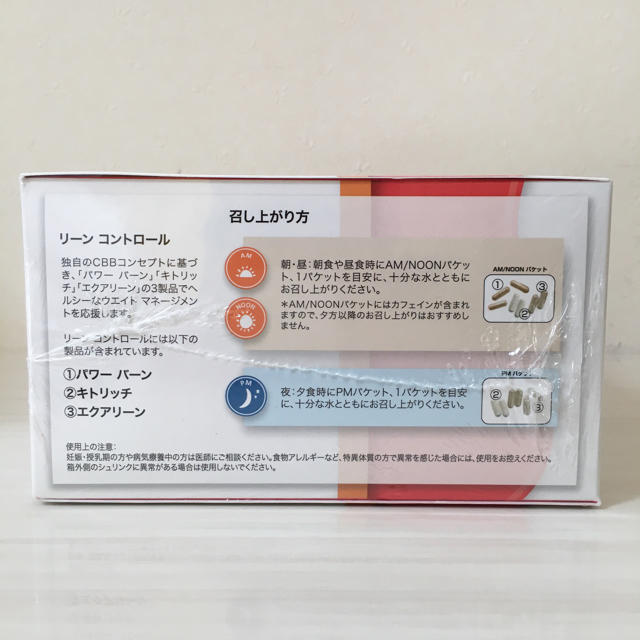 リーン コントロール
独自のCBBコンセプトに基づ
き、「パワー バーン」「キトリッ
チ」「エクアリーン」の3製品でヘ
ルシーなウエイト マネージメン
トを応援します。
リーン コントロールには以下の
製品が含まれています。
①パワー バーン
②キトリッチ
③エクアリーン
召し上がり方
AM
NOON
朝・昼：朝食や昼食時にAM/NOONパケッ
ト、1パケットを目安に、十分な水とともに
お召し上がりください。
＊AM/NOONパケットにはカフェインが含まれ
ますので、夕方以降のお召し上がりはおすすめし
ません。
AM/NOON パケット
①
③
②
PM
夜：夕食時にPMパケット、1パケットを目安
に、十分な水とともにお召し上がりください。
PM パケット
②
③
使用上の注意：
妊娠・授乳期の方や病気療養中の方は医師にご相談ください。食物アレルギーなど、特異体質の方で異常を感じた場合には、使用をお控えください。
箱外側のシュリンクに異常がある場合は使用しないでください。